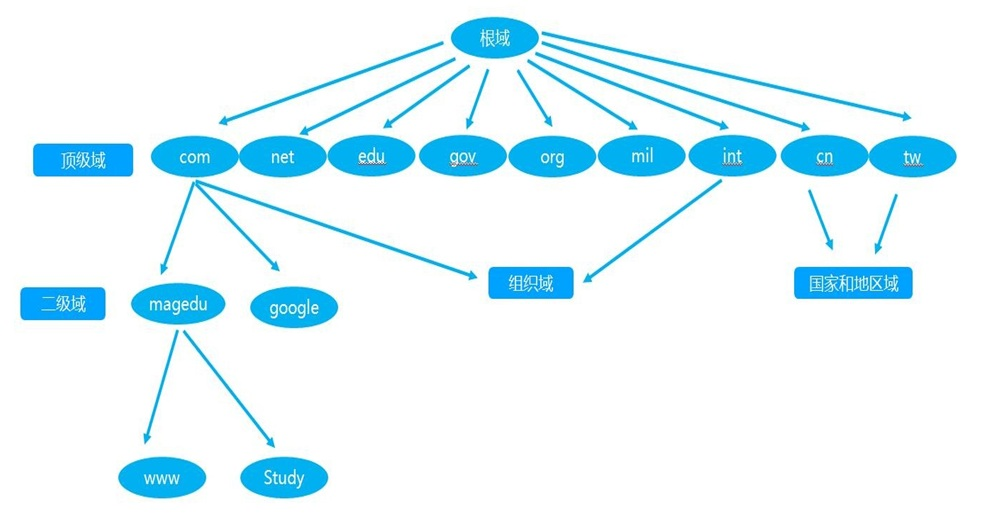 根域
顶级域
com
net
edu
gov
org
mil
int
cn
tw
组织域
国家和地区域
二级域
magedu
google
www
Study